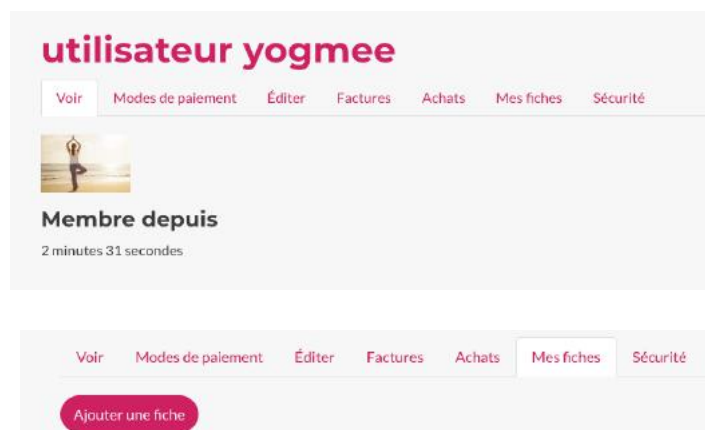 utilisateur yogmee
Voir Modes de paiement Éditer Factures Achats Mes fiches Sécurité
Membre depuis
2 minutes 31 secondes
Voir Modes de paiement Éditer Factures Achats Mes fiches Sécurité
Ajouter une fiche